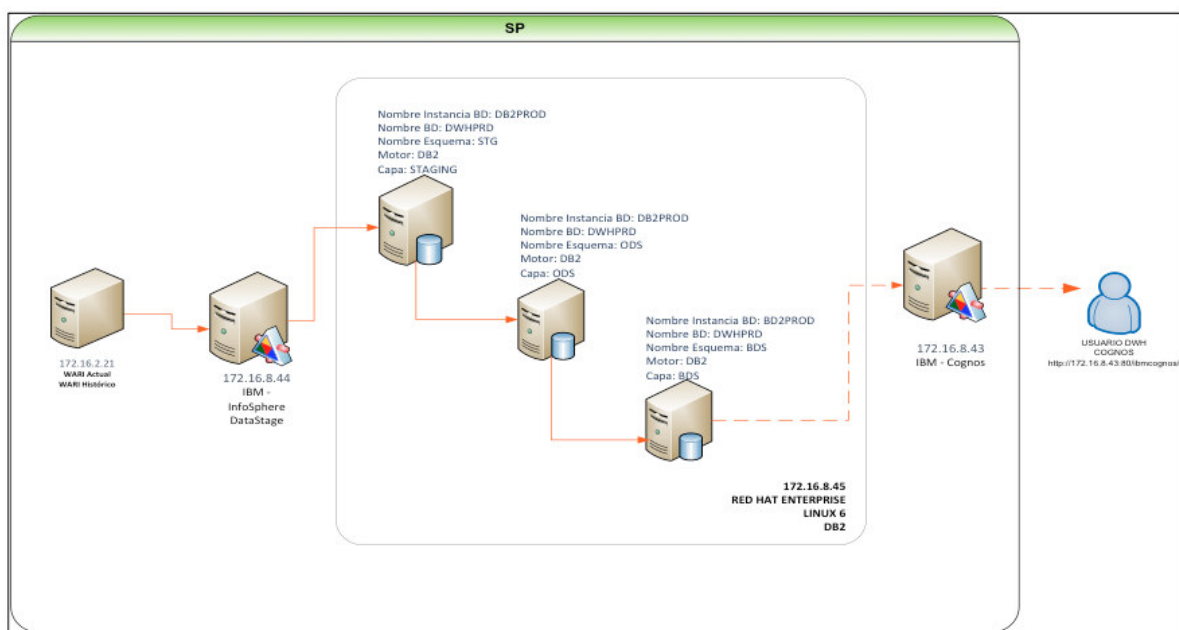 SP
Nombre Instancia BD: DB2PROD
Nombre BD: DWHPRD
Nombre Esquema: STG
Motor: DB2
Capa: STAGING
Nombre Instancia BD: DB2PROD
Nombre BD: DWHPRD
Nombre Esquema: ODS
Motor: DB2
Capa: ODS
Nombre Instancia BD: BD2PROD
Nombre BD: DWHPRD
Nombre Esquema: BDS
Motor: DB2
Capa: BDS
172.16.2.21
WARI Actual
WARI Histórico
172.16.8.44
IBM -
InfoSphere
DataStage
172.16.8.43
IBM - Cognos
USUARIO DWH
COGNOS
http://172.16.8.43:80/ibmcognos/
172.16.8.45
RED HAT ENTERPRISE
LINUX 6
DB2